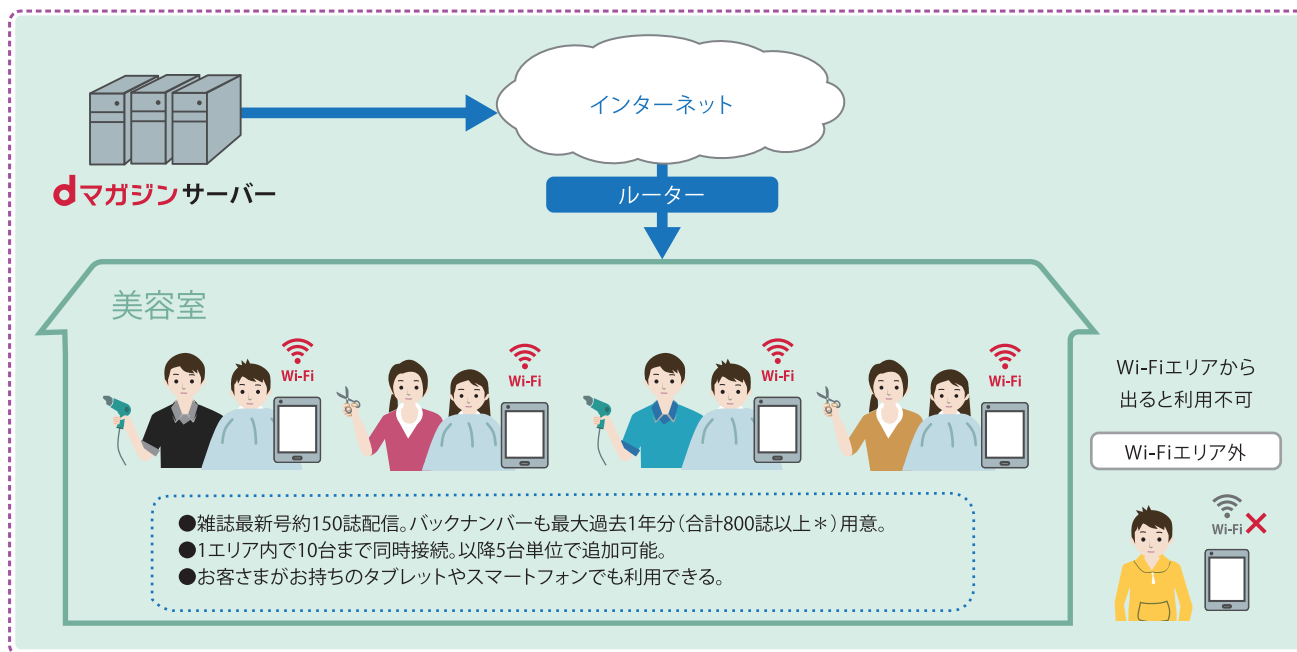 インターネット
dマガジン サーバー
ルーター
美容室
Wi-Fi
Wi-Fi
Wi-Fi
Wi-Fi
Wi-Fiエリアから
出ると利用不可
Wi-Fiエリア外
Wi-Fi
●雑誌最新号約150誌配信。バックナンバーも最大過去1年分(合計800誌以上＊)用意。
●1エリア内で10台まで同時接続。以降5台単位で追加可能。
●お客さまがお持ちのタブレットやスマートフォンでも利用できる。